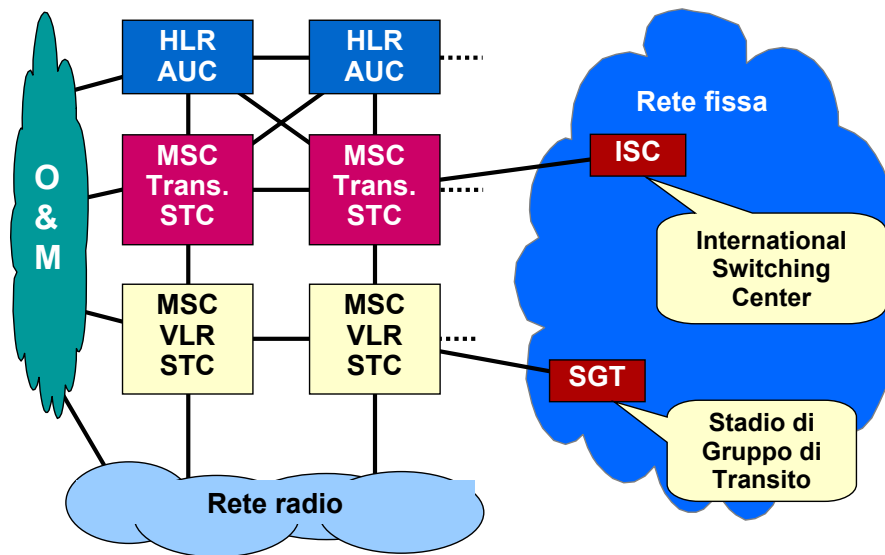 HLR
AUC
HLR
AUC
Rete fissa
O
&
M
MSC
Trans.
STC
MSC
Trans.
STC
ISC
International
Switching
Center
MSC
VLR
STC
MSC
VLR
STC
SGT
Stadio di
Gruppo di
Transito
Rete radio